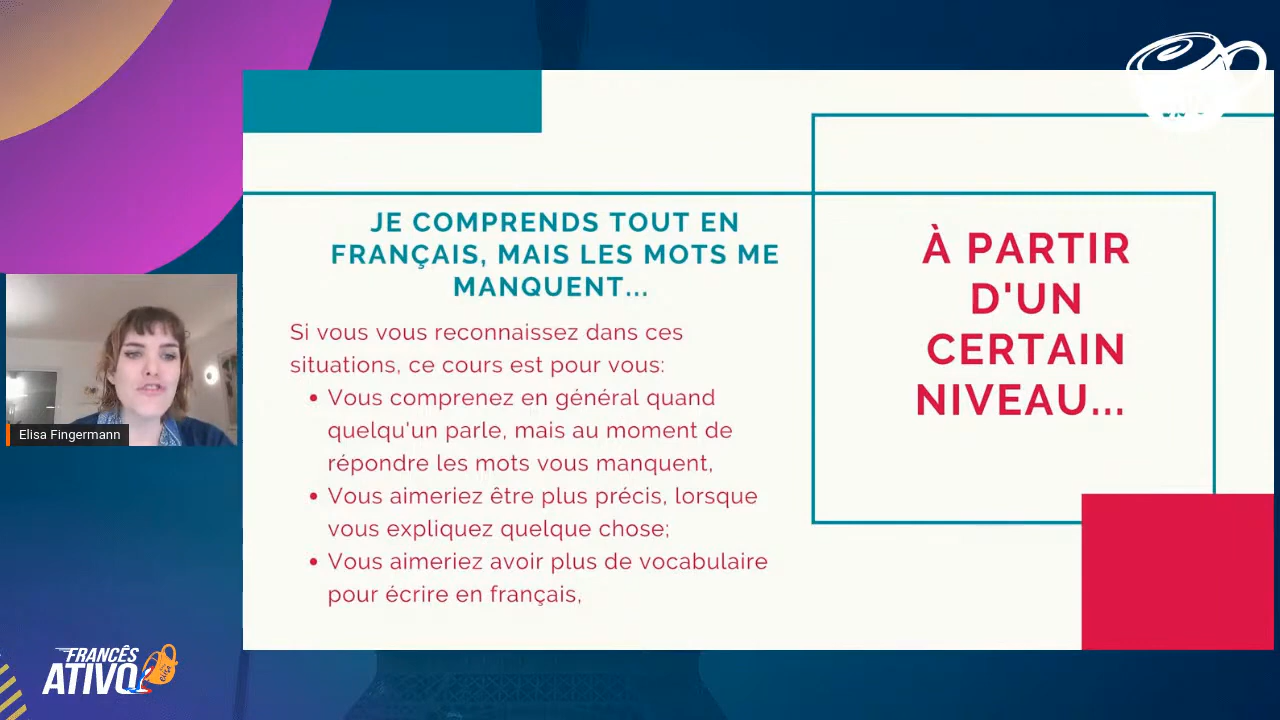 JE COMPRENDS TOUT EN
FRANÇAIS, MAIS LES MOTS ME
MANQUENT...
Si vous vous reconnaissez dans ces
situations, ce cours est pour vous:
• Vous comprenez en général quand
quelqu'un parle, mais au moment de
répondre les mots vous manquent,
• Vous aimeriez être plus précis, lorsque
vous expliquez quelque chose;
• Vous aimeriez avoir plus de vocabulaire
pour écrire en français,
À PARTIR
D'UN
CERTAIN
NIVEAU...
Elisa Fingermann
FRANCÊS
ATIVO